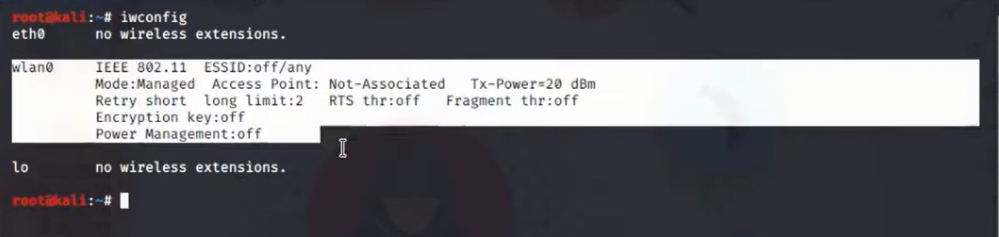 root@kali:~# iwconfig
eth0      no wireless extensions.
wlan0     IEEE 802.11  ESSID:off/any
          Mode:Managed  Access Point: Not-Associated   Tx-Power=20 dBm
          Retry short  long limit:2   RTS thr:off   Fragment thr:off
          Encryption key:off
          Power Management:off
lo        no wireless extensions.
root@kali:~#